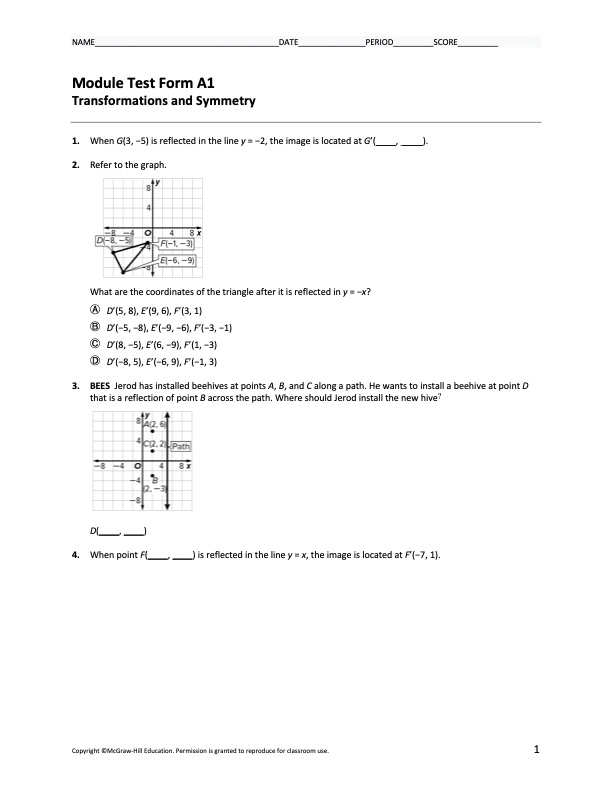 NAME____________________________________DATE_____________PERIOD________SCORE________
Module Test Form A1
Transformations and Symmetry
1. When G(3, −5) is reflected in the line y = −2, the image is located at G′(____, ____).
2. Refer to the graph.
8 y
4
−8 −4 O 4 8 x
D(−8, −5)
F(−1, −3)
E(−6, −9)
What are the coordinates of the triangle after it is reflected in y = −x?
Ⓐ D′(5, 8), E′(9, 6), F′(3, 1)
Ⓑ D′(−5, −8), E′(−9, −6), F′(−3, −1)
Ⓒ D′(8, −5), E′(6, −9), F′(1, −3)
Ⓓ D′(−8, 5), E′(−6, 9), F′(−1, 3)
3. BEES Jerod has installed beehives at points A, B, and C along a path. He wants to install a beehive at point D
that is a reflection of point B across the path. Where should Jerod install the new hive?
8 y
A(2, 6)
4 C(2, 2) Path
−8 −4 O 4 8 x
−4 B
(2, −3)
−8
D(____, ____)
4. When point F(____, ____) is reflected in the line y = x, the image is located at F′(−7, 1).
Copyright ©McGraw-Hill Education. Permission is granted to reproduce for classroom use. 1